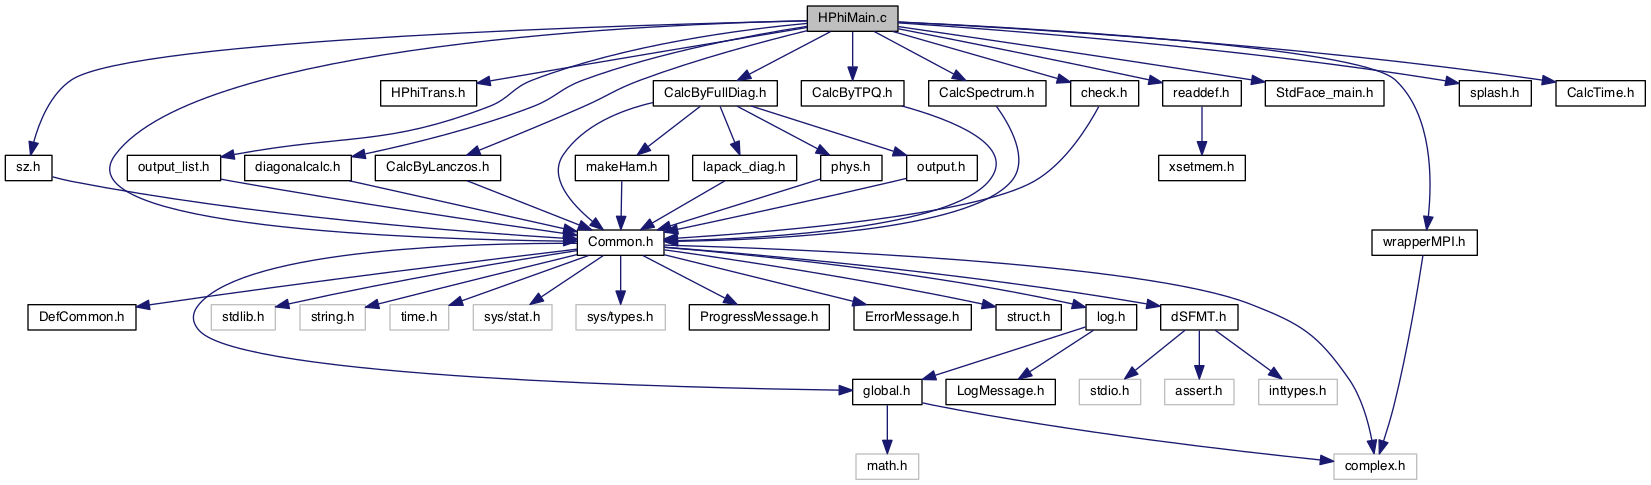 HPhiMain.c
HPhiTrans.h
CalcByFullDiag.h
CalcByTPQ.h
CalcSpectrum.h
check.h
readdef.h
StdFace_main.h
splash.h
CalcTime.h
sz.h
output_list.h
diagonalcalc.h
CalcByLanczos.h
makeHam.h
lapack_diag.h
phys.h
output.h
xsetmem.h
Common.h
wrapperMPI.h
DefCommon.h
stdlib.h
string.h
time.h
sys/stat.h
sys/types.h
ProgressMessage.h
ErrorMessage.h
struct.h
log.h
dSFMT.h
global.h
LogMessage.h
stdio.h
assert.h
inttypes.h
math.h
complex.h